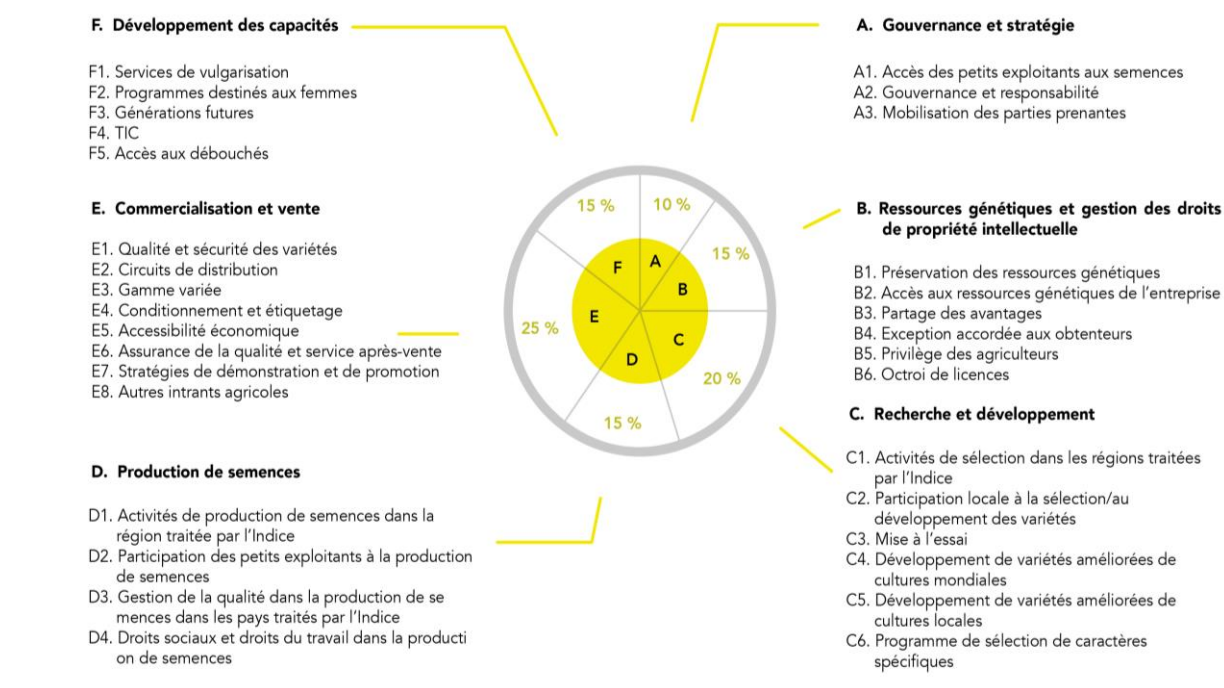 F. Développement des capacités
F1. Services de vulgarisation
F2. Programmes destinés aux femmes
F3. Générations futures
F4. TIC
F5. Accès aux débouchés
E. Commercialisation et vente
E1. Qualité et sécurité des variétés
E2. Circuits de distribution
E3. Gamme variée
E4. Conditionnement et étiquetage
E5. Accessibilité économique
E6. Assurance de la qualité et service après-vente
E7. Stratégies de démonstration et de promotion
E8. Autres intrants agricoles
D. Production de semences
D1. Activités de production de semences dans la
région traitée par l'Indice
D2. Participation des petits exploitants à la production
de semences
D3. Gestion de la qualité dans la production de se
mences dans les pays traités par l'Indice
D4. Droits sociaux et droits du travail dans la producti
on de semences
15 %
10 %
15 %
25 %
20 %
15 %
F
A
B
E
C
D
A. Gouvernance et stratégie
A1. Accès des petits exploitants aux semences
A2. Gouvernance et responsabilité
A3. Mobilisation des parties prenantes
B. Ressources génétiques et gestion des droits
de propriété intellectuelle
B1. Préservation des ressources génétiques
B2. Accès aux ressources génétiques de l'entreprise
B3. Partage des avantages
B4. Exception accordée aux obtenteurs
B5. Privilège des agriculteurs
B6. Octroi de licences
C. Recherche et développement
C1. Activités de sélection dans les régions traitées
par l'Indice
C2. Participation locale à la sélection/au
développement des variétés
C3. Mise à l'essai
C4. Développement de variétés améliorées de
cultures mondiales
C5. Développement de variétés améliorées de
cultures locales
C6. Programme de sélection de caractères
spécifiques